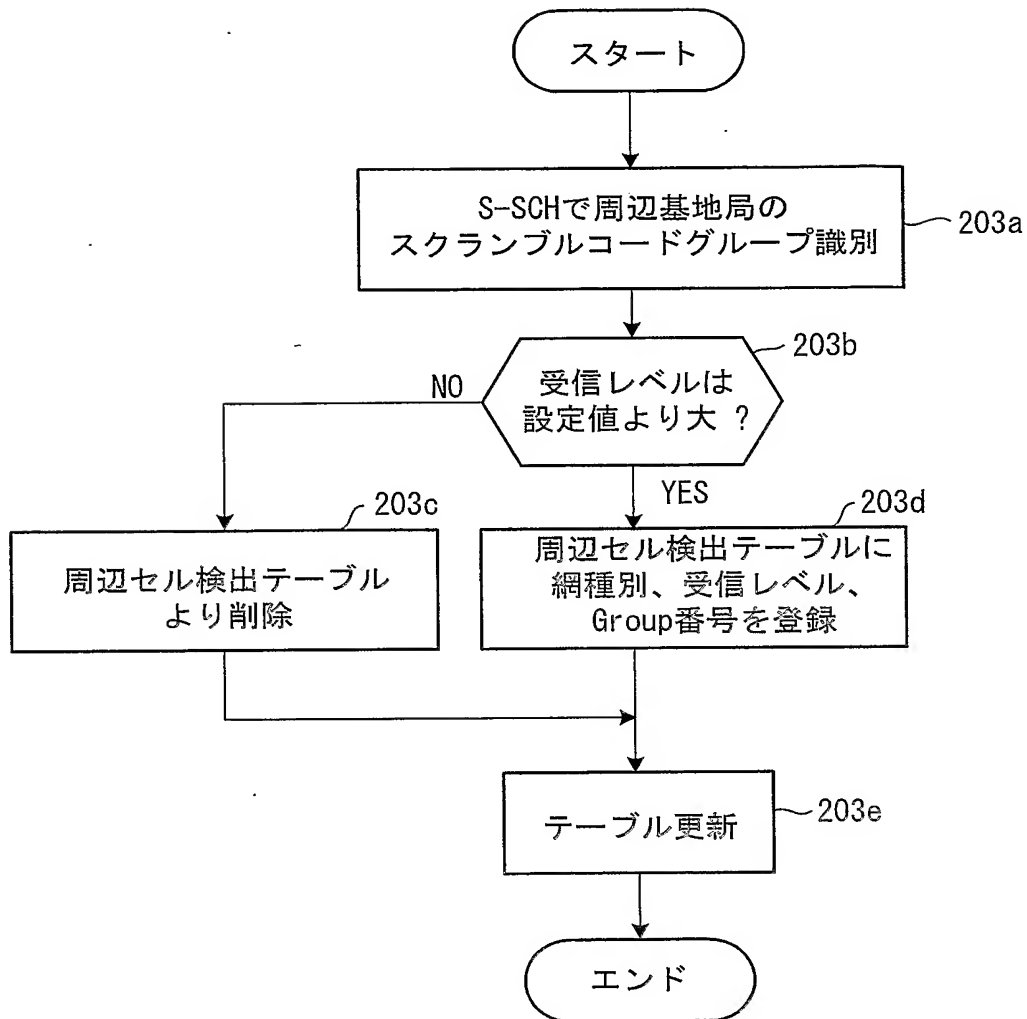 スタート
S-SCHで周辺基地局の
スクランブルコードグループ識別
203a
203b
受信レベルは
設定値より大 ?
NO
YES
203c
周辺セル検出テーブル
より削除
203d
周辺セル検出テーブルに
網種別、受信レベル、
Group番号を登録
テーブル更新
203e
エンド